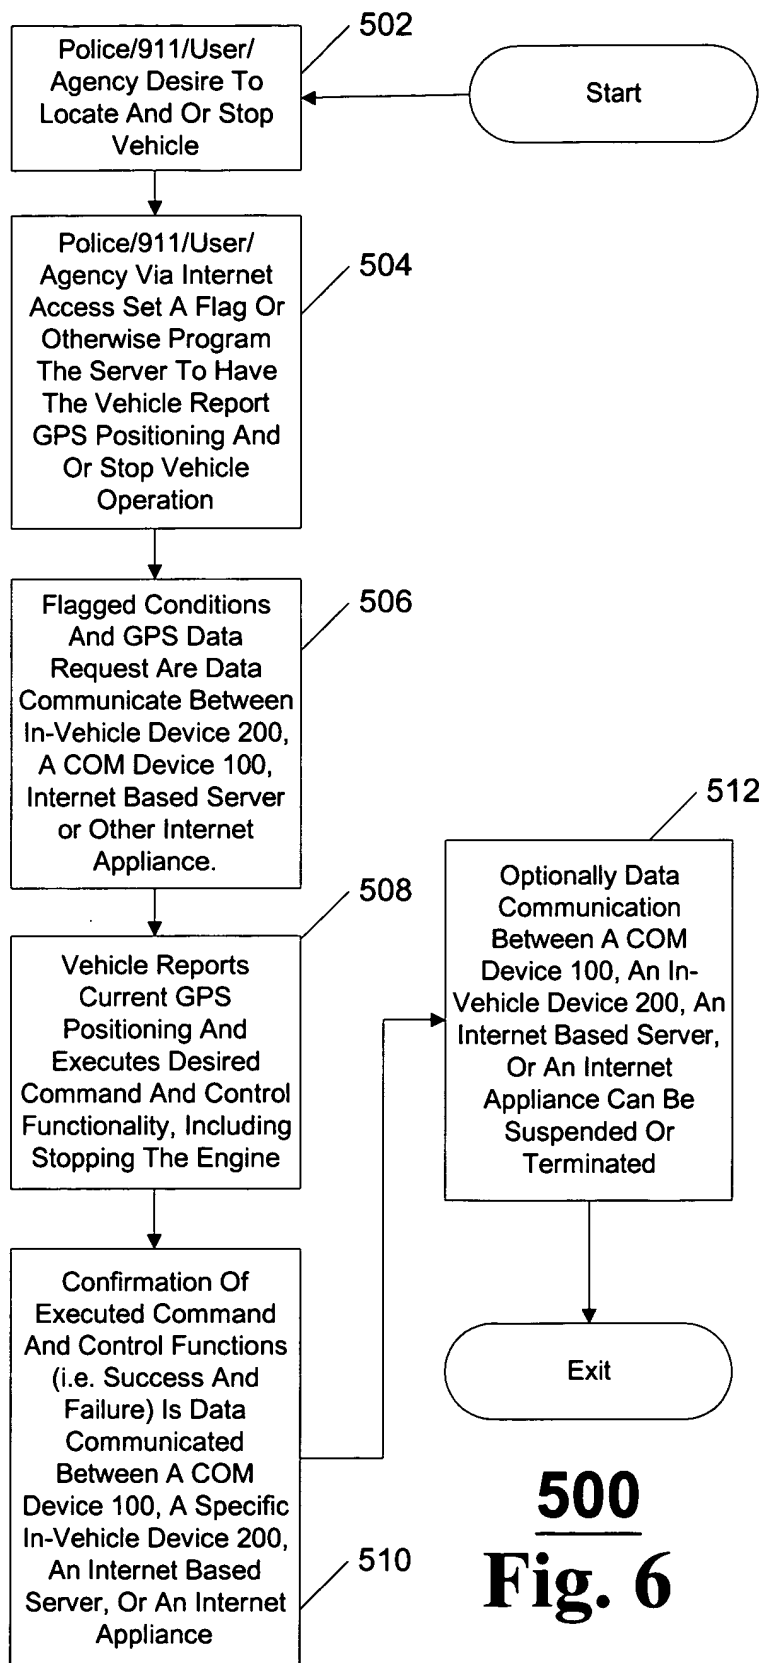 Start
502
Police/911/User/
Agency Desire To
Locate And Or Stop
Vehicle
504
Police/911/User/
Agency Via Internet
Access Set A Flag Or
Otherwise Program
The Server To Have
The Vehicle Report
GPS Positioning And
Or Stop Vehicle
Operation
506
Flagged Conditions
And GPS Data
Request Are Data
Communicate Between
In-Vehicle Device 200,
A COM Device 100,
Internet Based Server
or Other Internet
Appliance.
508
Vehicle Reports
Current GPS
Positioning And
Executes Desired
Command And Control
Functionality, Including
Stopping The Engine
510
Confirmation Of
Executed Command
And Control Functions
(i.e. Success And
Failure) Is Data
Communicated
Between A COM
Device 100, A Specific
In-Vehicle Device 200,
An Internet Based
Server, Or An Internet
Appliance
512
Optionally Data
Communication
Between A COM
Device 100, An In-
Vehicle Device 200, An
Internet Based Server,
Or An Internet
Appliance Can Be
Suspended Or
Terminated
Exit
500
Fig. 6